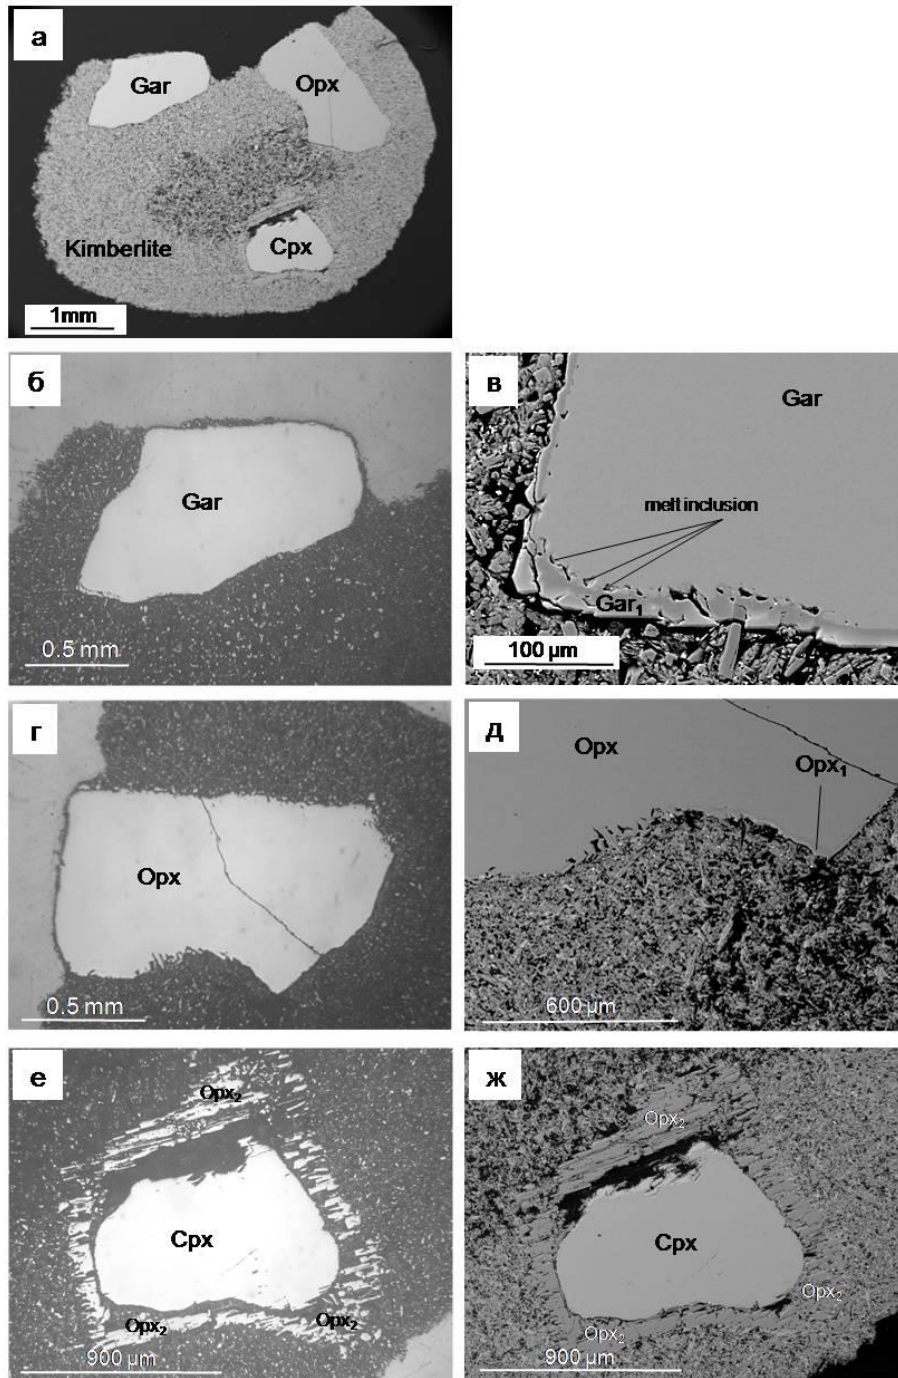 а
Gar
Opx
Kimberlite
Cpx
1mm
б
Gar
0.5 mm
в
Gar
melt inclusion
Gar₁
100 µm
г
Opx
0.5 mm
д
Opx
Opx₁
600 µm
е
Opx₂
Cpx
Opx₂
Opx₂
900 µm
ж
Opx₂
Cpx
Opx₂
Opx₂
900 µm